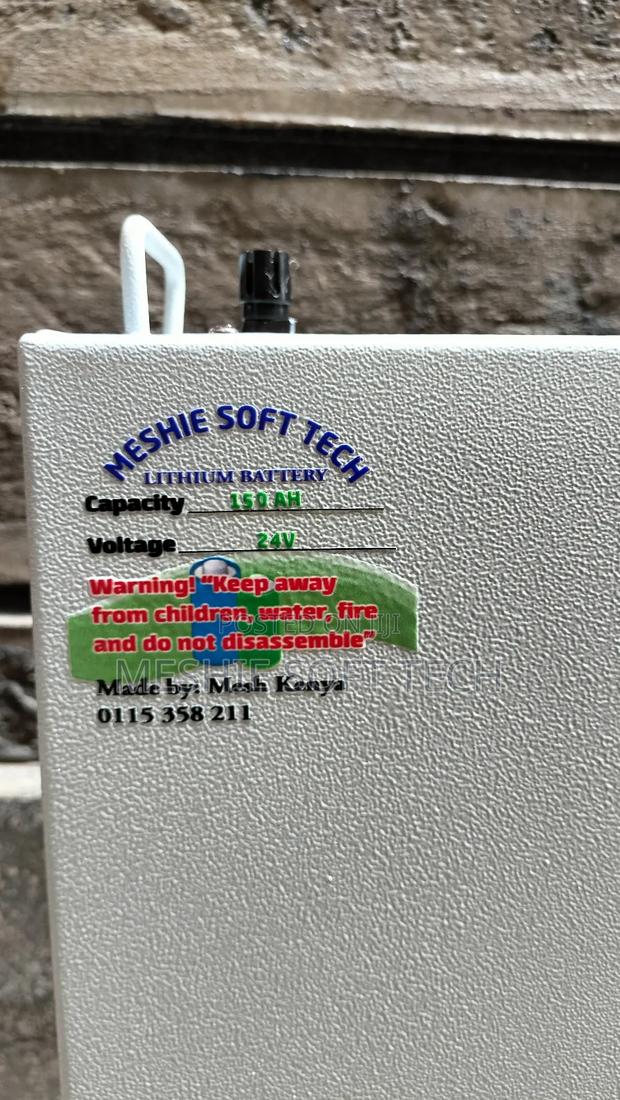 MESHIE SOFT TECH
LITHIUM BATTERY
Capacity 150 AH
Voltage 24V
Warning! "Keep away
from children, water, fire
and do not disassemble"
POSTED ON JIJI
MESHIE SOFT TECH
Made by: Mesh Kenya
0115 358 211